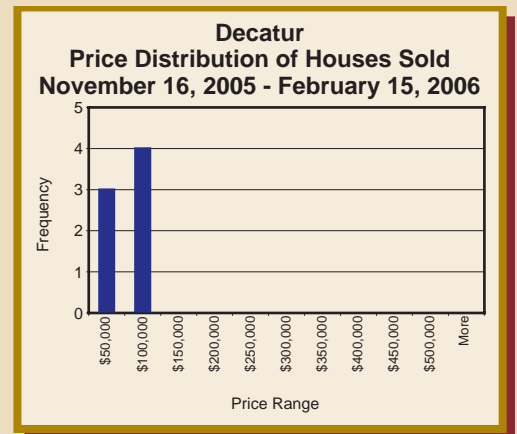 Decatur
Price Distribution of Houses Sold
November 16, 2005 - February 15, 2006
5
4
3
2
1
0
Frequency
$50,000
$100,000
$150,000
$200,000
$250,000
$300,000
$350,000
$400,000
$450,000
$500,000
More
Price Range